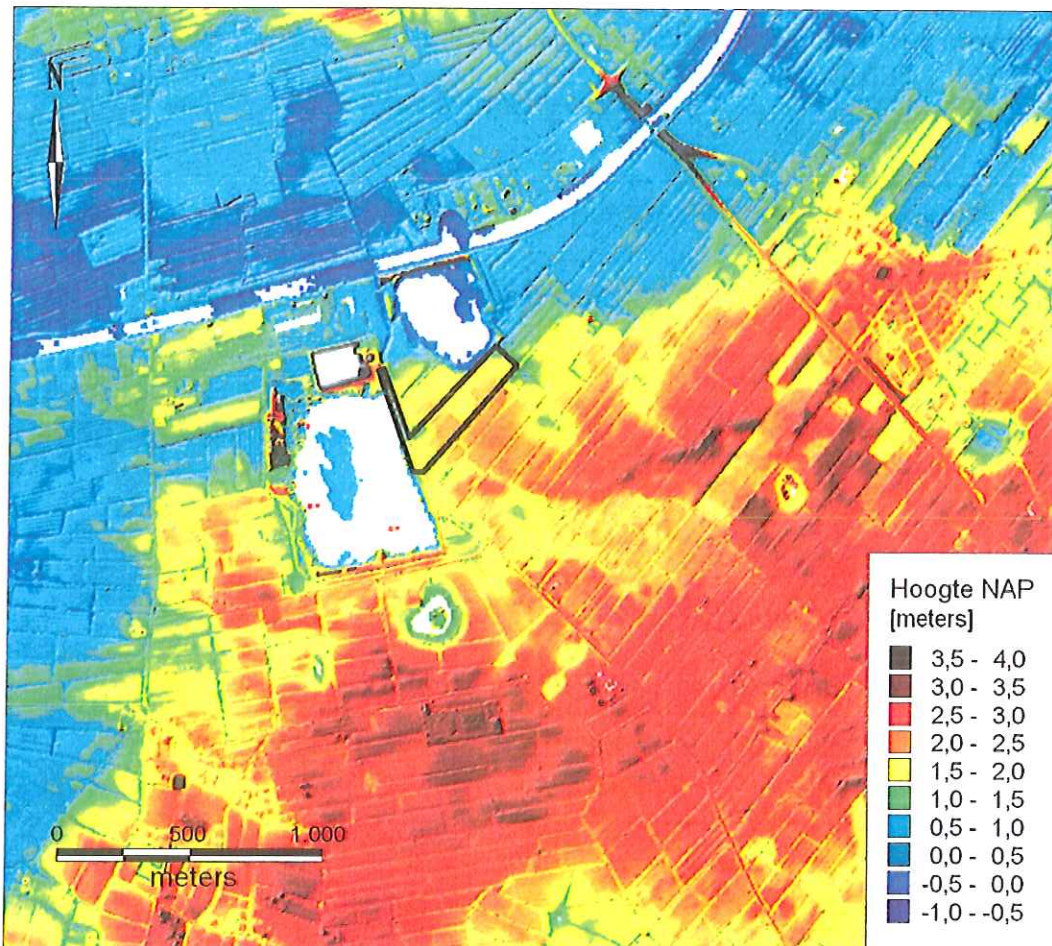 N
Hoogte NAP
[meters]
3,5 - 4,0
3,0 - 3,5
2,5 - 3,0
2,0 - 2,5
1,5 - 2,0
1,0 - 1,5
0,5 - 1,0
0,0 - 0,5
-0,5 - 0,0
-1,0 - -0,5
0 500 1.000
meters